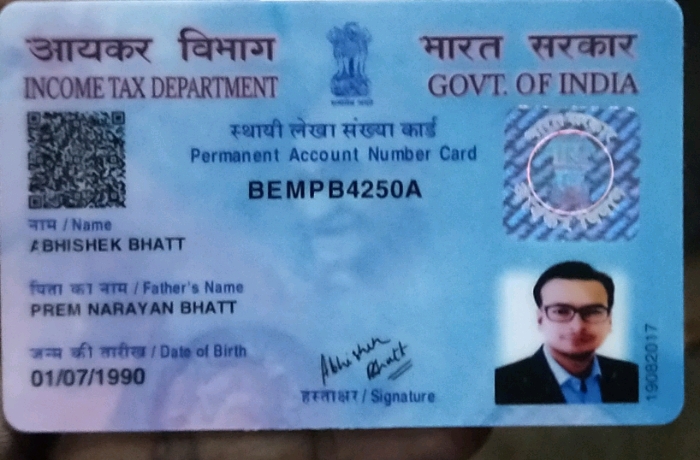 आयकर विभाग
INCOME TAX DEPARTMENT
भारत सरकार
GOVT. OF INDIA
स्थायी लेखा संख्या कार्ड
Permanent Account Number Card
BEMPB4250A
नाम / Name
ABHISHEK BHATT
पिता का नाम / Father's Name
PREM NARAYAN BHATT
जन्म की तारीख / Date of Birth
01/07/1990
Abhishek
Bhatt
हस्ताक्षर / Signature
19082017